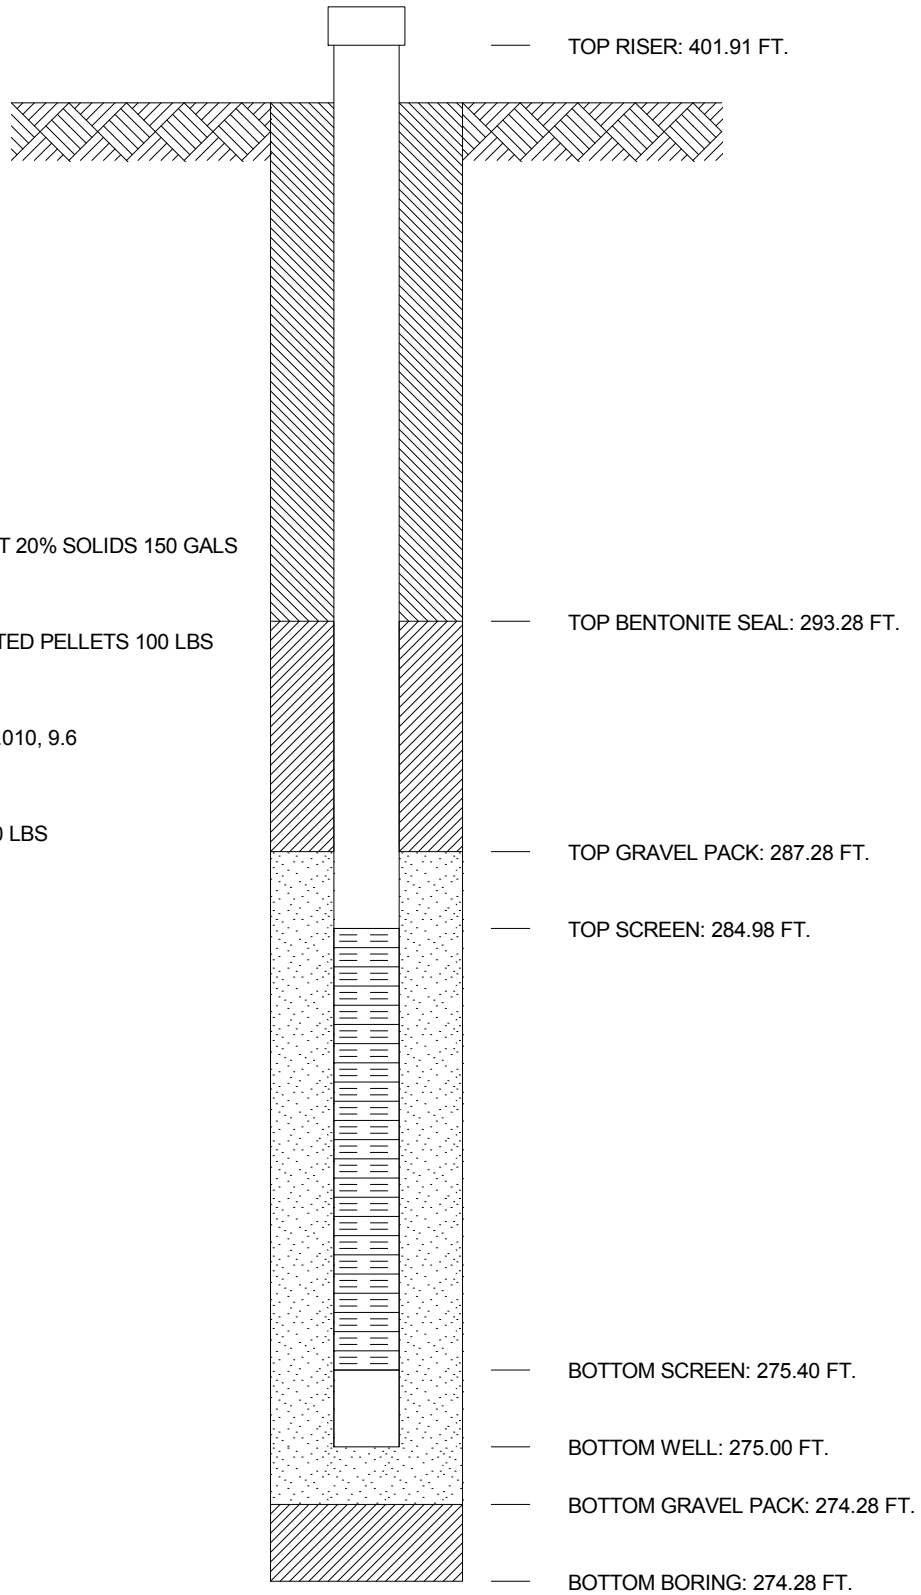 TOP RISER: 401.91 FT.
T 20% SOLIDS 150 GALS
TOP BENTONITE SEAL: 293.28 FT.
TED PELLETS 100 LBS
.010, 9.6
LBS
TOP GRAVEL PACK: 287.28 FT.
TOP SCREEN: 284.98 FT.
BOTTOM SCREEN: 275.40 FT.
BOTTOM WELL: 275.00 FT.
BOTTOM GRAVEL PACK: 274.28 FT.
BOTTOM BORING: 274.28 FT.